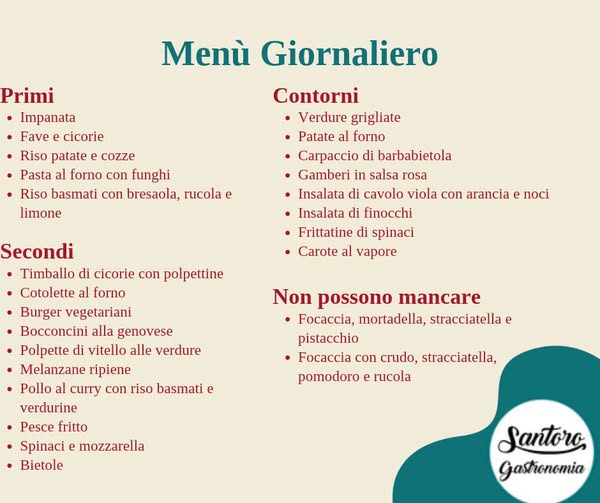 Menù Giornaliero
Primi
• Impanata
• Fave e cicorie
• Riso patate e cozze
• Pasta al forno con funghi
• Riso basmati con bresaola, rucola e
limone
Secondi
• Timballo di cicorie con polpettine
• Cotolette al forno
• Burger vegetariani
• Bocconcini alla genovese
• Polpette di vitello alle verdure
• Melanzane ripiene
• Pollo al curry con riso basmati e
verdurine
• Pesce fritto
• Spinaci e mozzarella
• Bietole
Contorni
• Verdure grigliate
• Patate al forno
• Carpaccio di barbabietola
• Gamberi in salsa rosa
• Insalata di cavolo viola con arancia e noci
• Insalata di finocchi
• Frittatine di spinaci
• Carote al vapore
Non possono mancare
• Focaccia, mortadella, stracciatella e
pistacchio
• Focaccia con crudo, stracciatella,
pomodoro e rucola
Santoro
Gastronomia